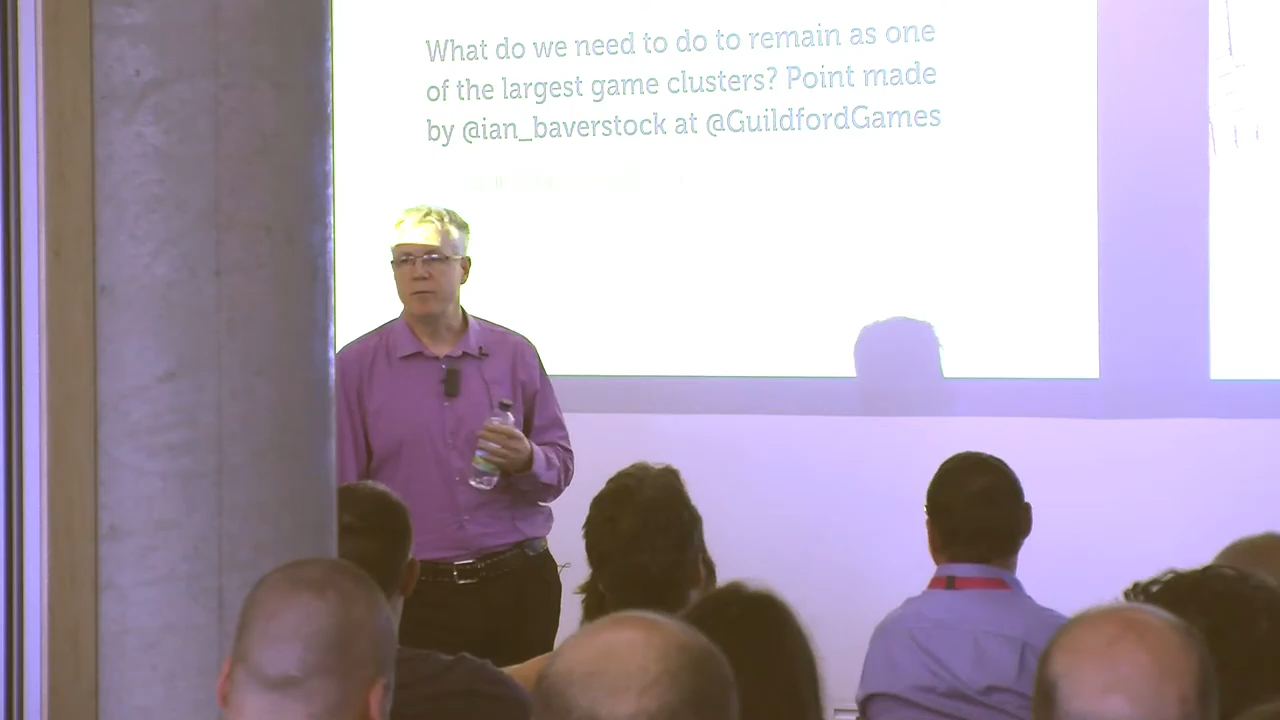 What do we need to do to remain as one
of the largest game clusters? Point made
by @ian_baverstock at @GuildfordGames